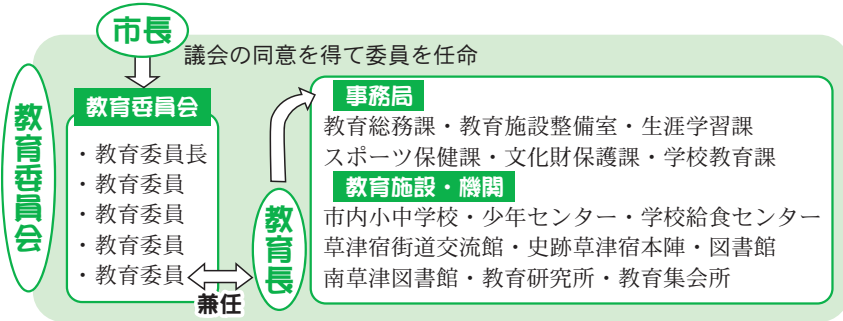 市長
議会の同意を得て委員を任命
教育委員会
教育委員会
・教育委員長
・教育委員
・教育委員
・教育委員
・教育委員
兼任
教育長
事務局
教育総務課・教育施設整備室・生涯学習課
スポーツ保健課・文化財保護課・学校教育課
教育施設・機関
市内小中学校・少年センター・学校給食センター
草津宿街道交流館・史跡草津宿本陣・図書館
南草津図書館・教育研究所・教育集会所